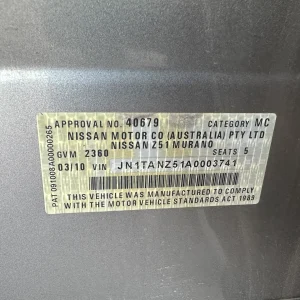 APPROVAL NO. 40679 CATEGORY MC
NISSAN MOTOR CO (AUSTRALIA) PTY LTD
NISSAN Z51 MURANO
GVM 2360 SEATS 5
03/10 VIN JN1TANZ51A0003741
THIS VEHICLE WAS MANUFACTURED TO COMPLY
WITH THE MOTOR VEHICLE STANDARDS ACT 1989
PAT 091008A00000265